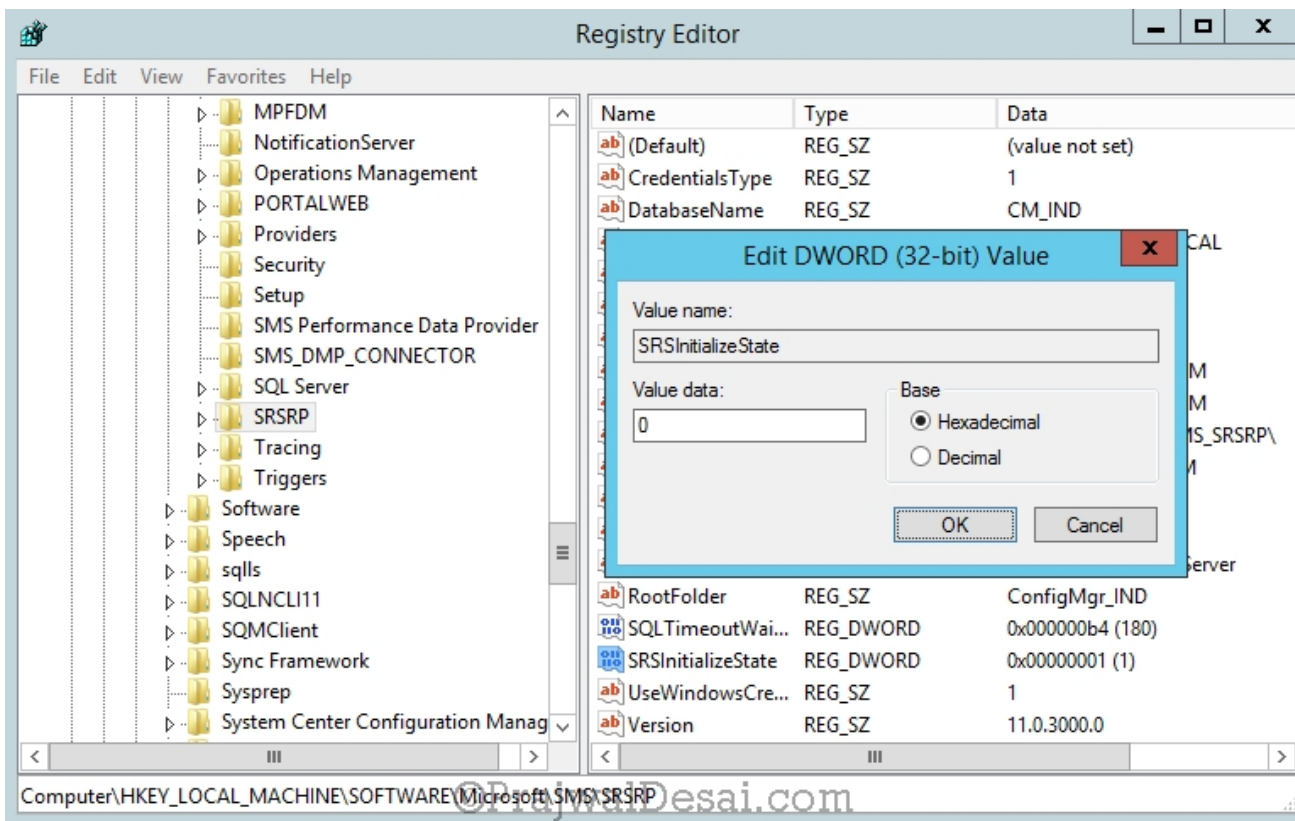 Registry Editor
File Edit View Favorites Help
MPFDM
NotificationServer
Operations Management
PORTALWEB
Providers
Security
Setup
SMS Performance Data Provider
SMS_DMP_CONNECTOR
SQL Server
SRSRP
Tracing
Triggers
Software
Speech
sqlls
SQLNCLI11
SQMClient
Sync Framework
Sysprep
System Center Configuration Manag
Name Type Data
(Default) REG_SZ (value not set)
CredentialsType REG_SZ 1
DatabaseName REG_SZ CM_IND
CAL
M
M
MS_SRSRP\
M
Server
Edit DWORD (32-bit) Value
Value name:
SRSInitializeState
Value data:
0
Base
Hexadecimal
Decimal
OK Cancel
RootFolder REG_SZ ConfigMgr_IND
SQLTimeoutWai... REG_DWORD 0x000000b4 (180)
SRSInitializeState REG_DWORD 0x00000001 (1)
UseWindowsCre... REG_SZ 1
Version REG_SZ 11.0.3000.0
Computer\HKEY_LOCAL_MACHINE\SOFTWARE\Microsoft\SMS\SRSRP
©PrajwalDesai.com